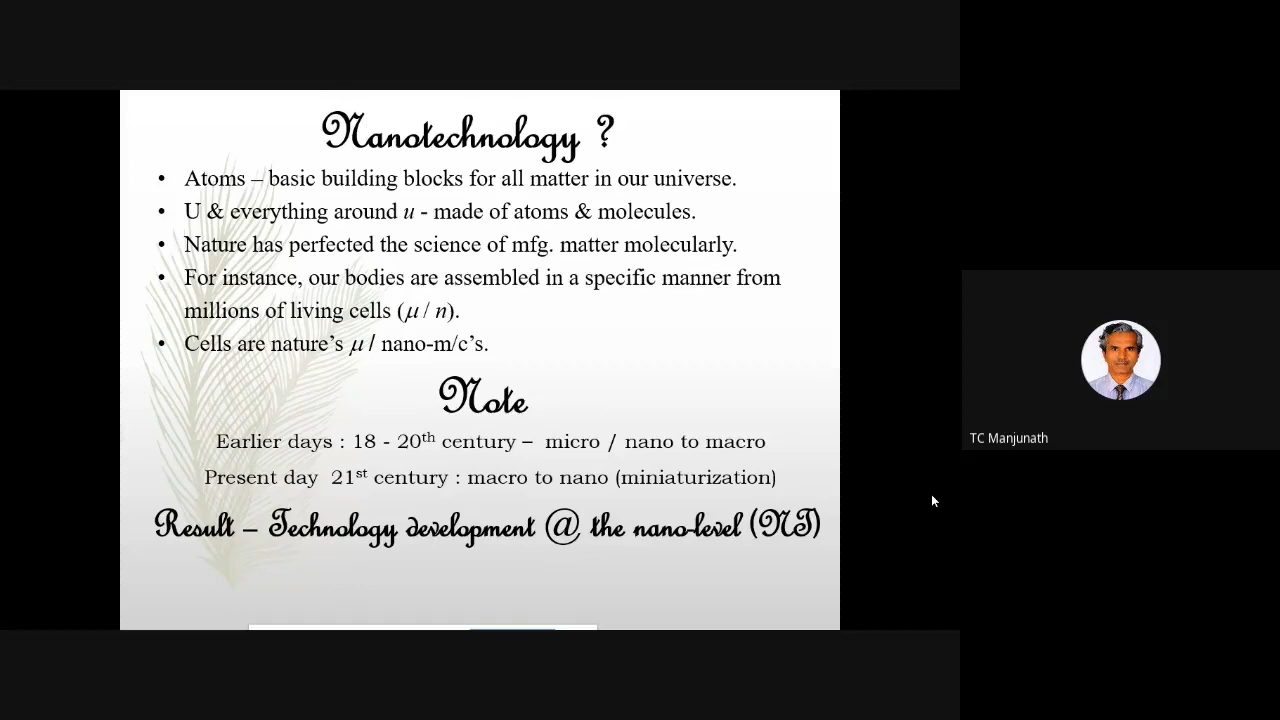 Nanotechnology ?
• Atoms – basic building blocks for all matter in our universe.
• U & everything around u - made of atoms & molecules.
• Nature has perfected the science of mfg. matter molecularly.
• For instance, our bodies are assembled in a specific manner from
millions of living cells (μ / n).
• Cells are nature’s μ / nano-m/c’s.
Note
Earlier days : 18 - 20th century – micro / nano to macro
Present day 21st century : macro to nano (miniaturization)
Result – Technology development @ the nano-level (NT)
TC Manjunath